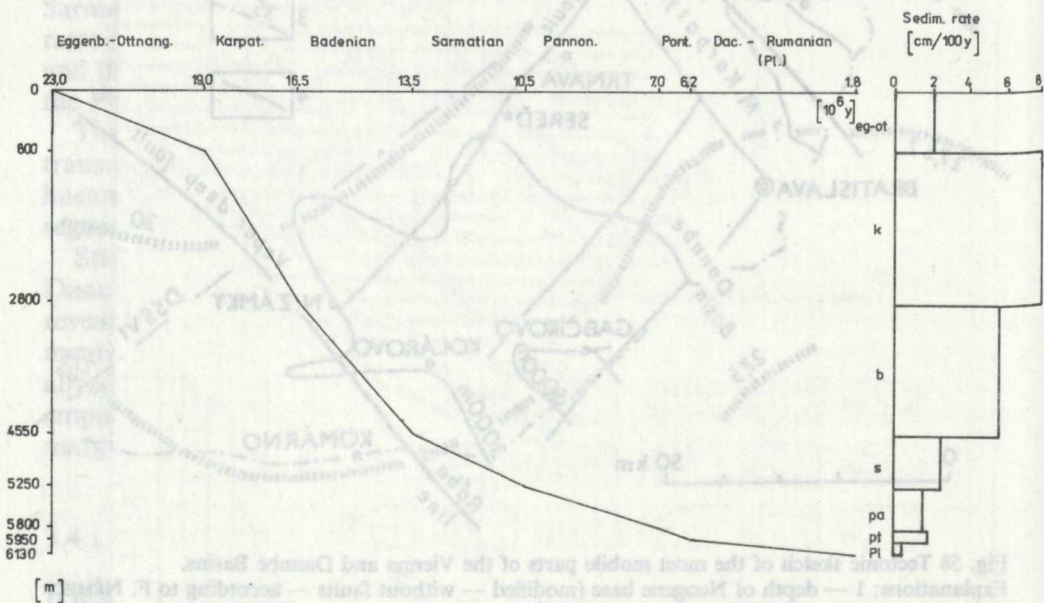 Sedim. rate
[cm/100y]
Eggenb.-Ottnang. Karpat. Badenian Sarmatian Pannon. Pont. Dac. - Rumanian
(Pl.)
23.0 19.0 16.5 13.5 10.5 7.0 6.2 1.8 0 2 4 6 8
0
[10⁶y]
eg-ot
800
k
2800
b
4550
s
5250
5800 pa
5950 pt
6130 Pl
[m]
TRNAVA
SEREĎ
BRATISLAVA
Danube Basin
N. ZÁMKY
GABČÍKOVO
KOLÁROVO
KOMÁRNO
0 50 km
Fig. 58 Tectonic sketch of the most mobile parts of the Vienna and Danube Basins.
Explanations: 1 — depth of Neogene base (modified — without faults — according to F. NĚMEC